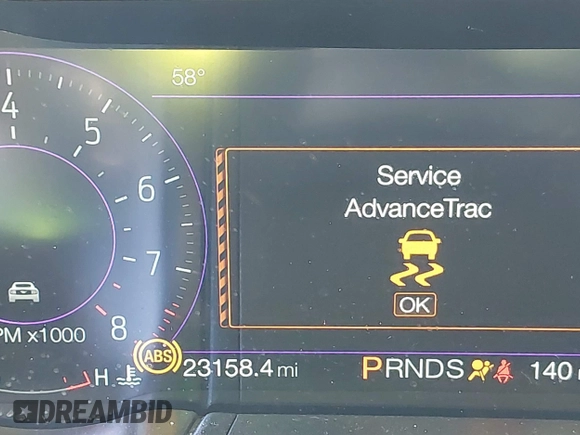 58°
4
5
6
7
8
PM x1000
Service
AdvanceTrac
OK
ABS
23158.4 mi
PRNDS
140
H
DREAMBID